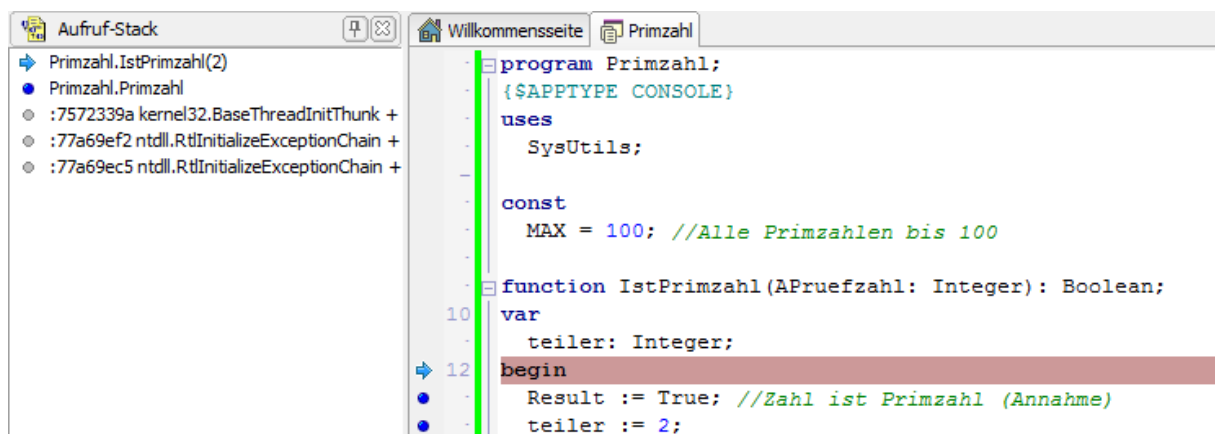 Aufruf-Stack
Primzahl.IstPrimzahl(2)
Primzahl.Primzahl
:7572339a kernel32.BaseThreadInitThunk +
:77a69ef2 ntdll.RtlInitializeExceptionChain +
:77a69ec5 ntdll.RtlInitializeExceptionChain +
Willkommensseite
Primzahl
program Primzahl;
{$APPTYPE CONSOLE}
uses
SysUtils;
const
MAX = 100; //Alle Primzahlen bis 100
function IstPrimzahl(APruefzahl: Integer): Boolean;
10 var
teiler: Integer;
12 begin
Result := True; //Zahl ist Primzahl (Annahme)
teiler := 2;